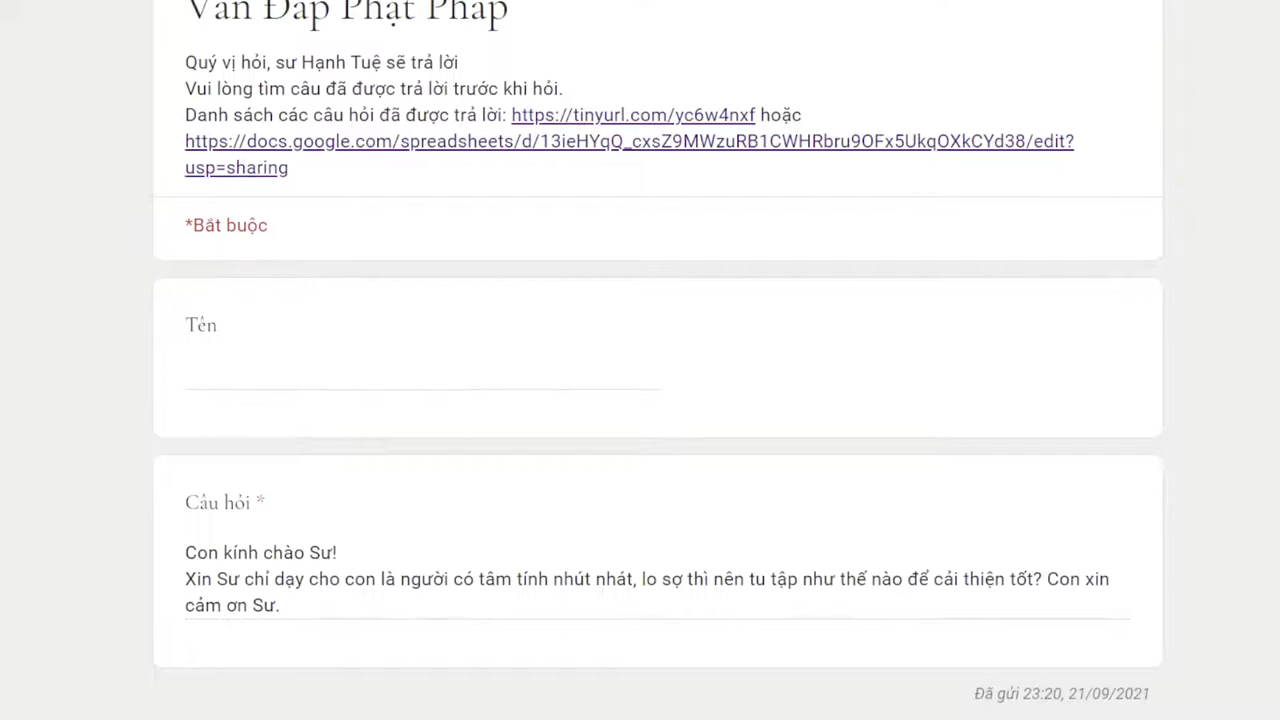 Vấn Đáp Phật Pháp
Quý vị hỏi, sư Hạnh Tuệ sẽ trả lời
Vui lòng tìm câu đã được trả lời trước khi hỏi.
Danh sách các câu hỏi đã được trả lời: https://tinyurl.com/yc6w4nxf hoặc
https://docs.google.com/spreadsheets/d/13ieHYqQ_cxsZ9MWzuRB1CWHRbru9OFx5UkqOXkCYd38/edit?
usp=sharing
*Bắt buộc
Tên
Câu hỏi *
Con kính chào Sư!
Xin Sư chỉ dạy cho con là người có tâm tính nhút nhát, lo sợ thì nên tu tập như thế nào để cải thiện tốt? Con xin
cảm ơn Sư.
Đã gửi 23:20, 21/09/2021